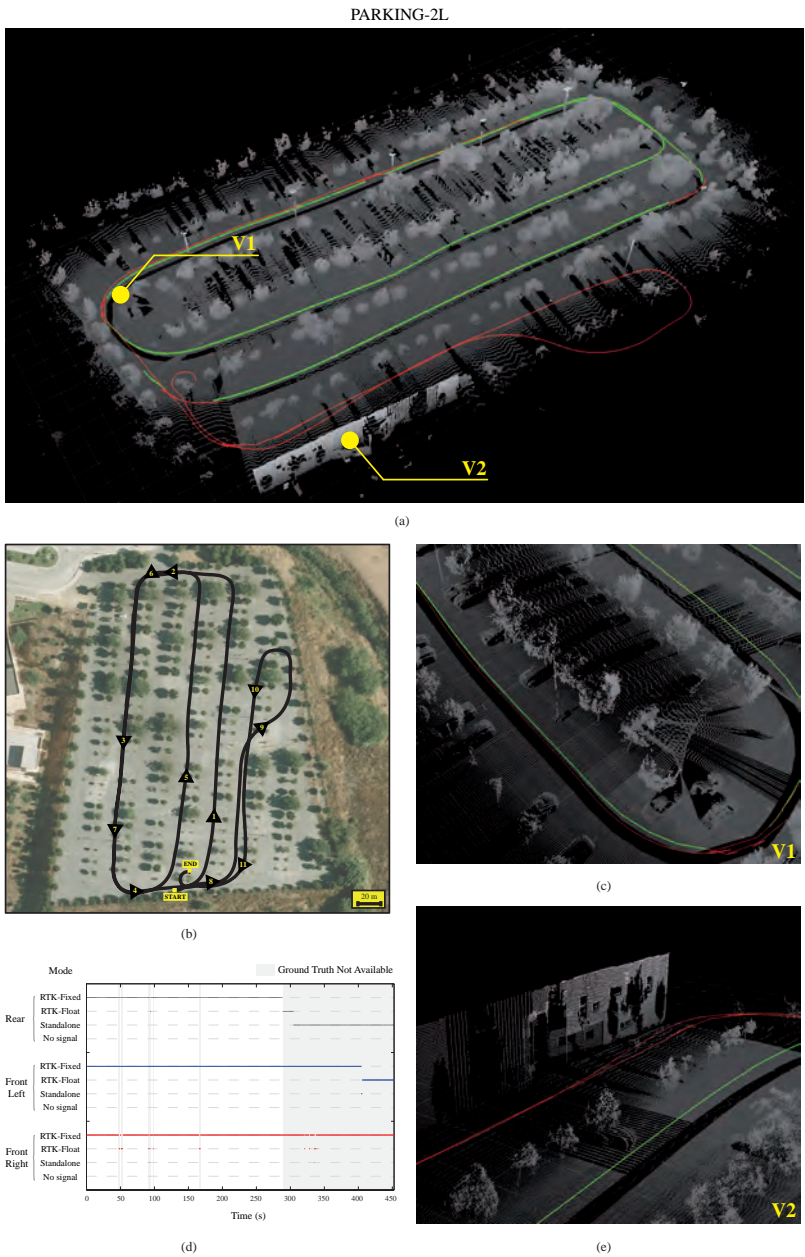 PARKING-2L
V1
V2
(a)
6
2
10
9
3
5
1
7
END
11
4
8
START
20 m
(b)
V1
(c)
Mode
Ground Truth Not Available
Rear
RTK-Fixed
RTK-Float
Standalone
No signal
Front
Left
RTK-Fixed
RTK-Float
Standalone
No signal
Front
Right
RTK-Fixed
RTK-Float
Standalone
No signal
0 50 100 150 200 250 300 350 400 450
Time (s)
(d)
V2
(e)